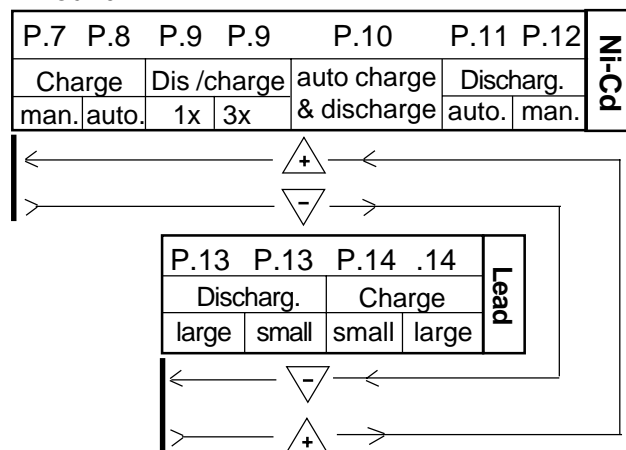 P.7 P.8 P.9 P.9 P.10 P.11 P.12
Ni-Cd
Charge Dis /charge auto charge Discharg.
man. auto. 1x 3x & discharge auto. man.
+
−
P.13 P.13 P.14 .14
Lead
Discharg. Charge
large small small large
−
+